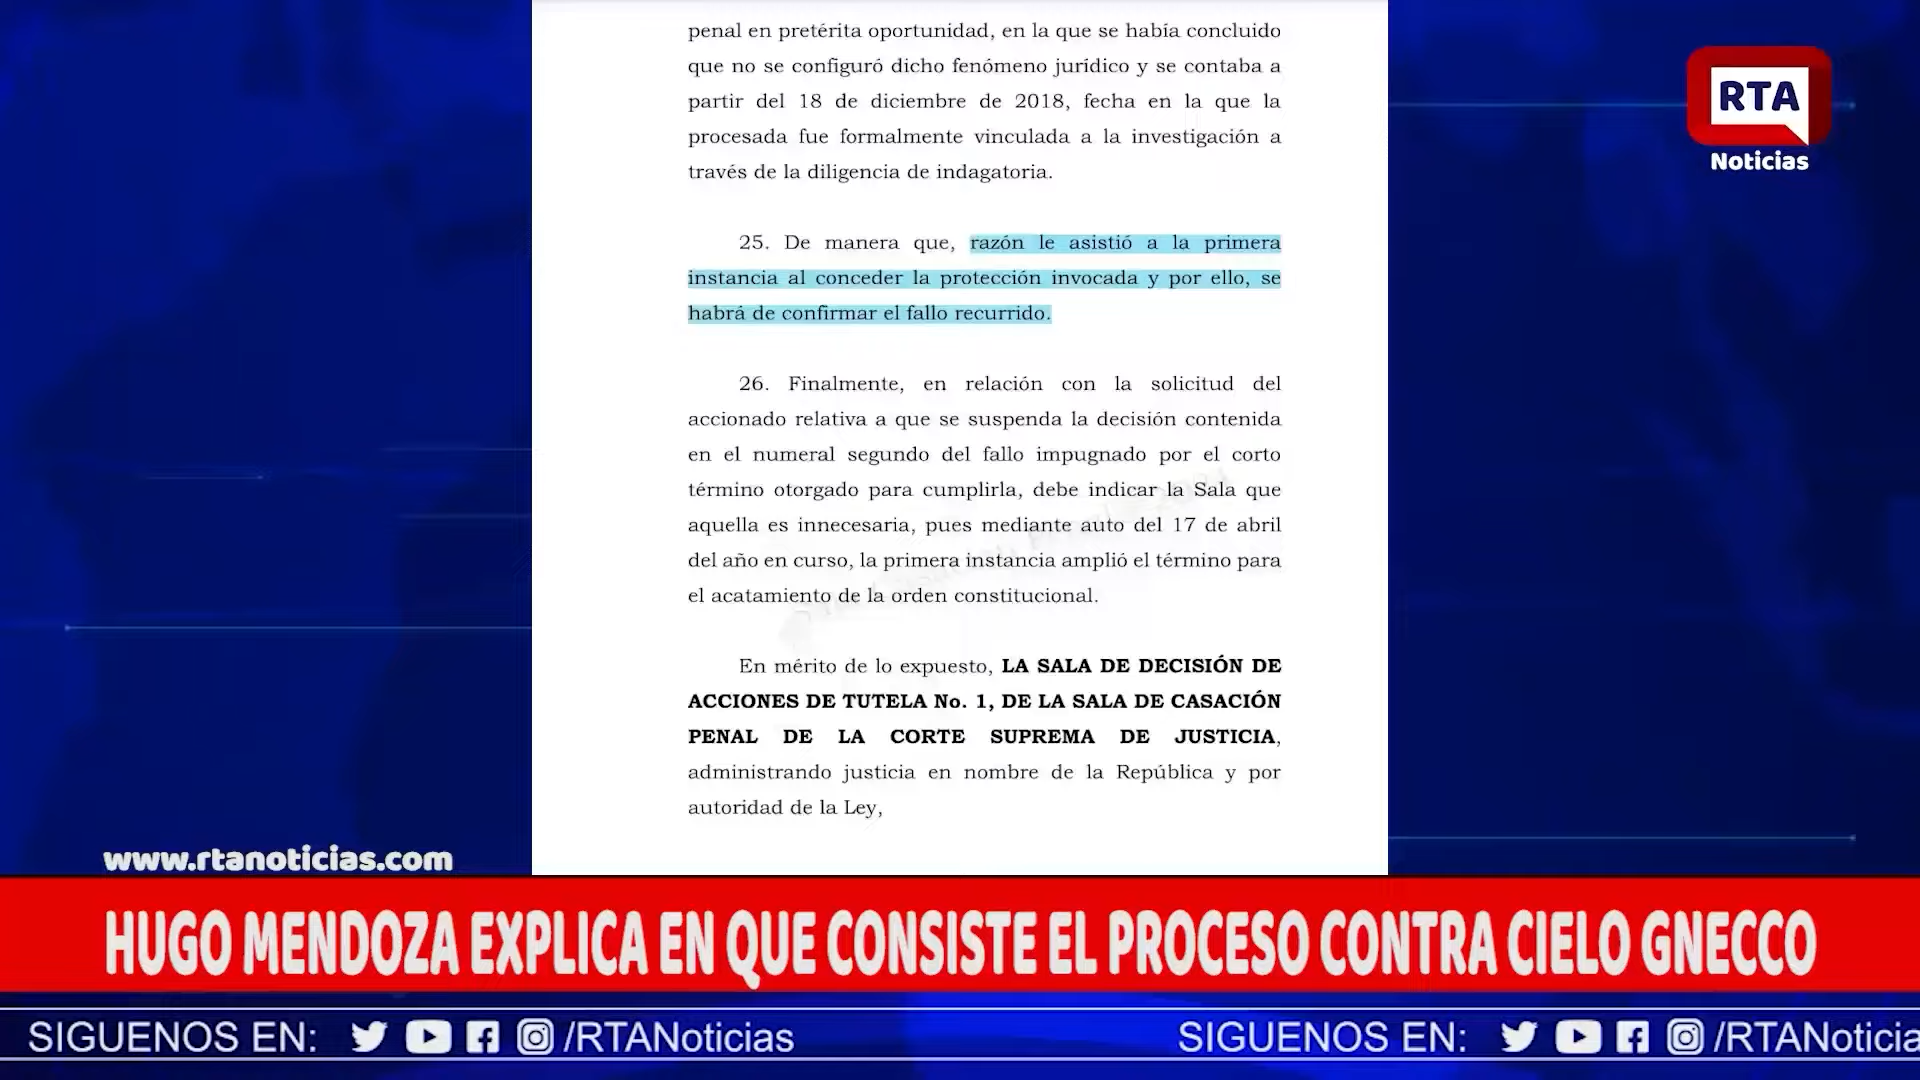 penal en pretérita oportunidad, en la que se había concluido
que no se configuró dicho fenómeno jurídico y se contaba a
partir del 18 de diciembre de 2018, fecha en la que la
procesada fue formalmente vinculada a la investigación a
través de la diligencia de indagatoria.
25. De manera que, razón le asistió a la primera
instancia al conceder la protección invocada y por ello, se
habrá de confirmar el fallo recurrido.
26. Finalmente, en relación con la solicitud del
accionado relativa a que se suspenda la decisión contenida
en el numeral segundo del fallo impugnado por el corto
término otorgado para cumplirla, debe indicar la Sala que
aquella es innecesaria, pues mediante auto del 17 de abril
del año en curso, la primera instancia amplió el término para
el acatamiento de la orden constitucional.
En mérito de lo expuesto, LA SALA DE DECISIÓN DE
ACCIONES DE TUTELA No. 1, DE LA SALA DE CASACIÓN
PENAL DE LA CORTE SUPREMA DE JUSTICIA,
administrando justicia en nombre de la República y por
autoridad de la Ley,
RTA
Noticias
www.rtanoticias.com
HUGO MENDOZA EXPLICA EN QUE CONSISTE EL PROCESO CONTRA CIELO GNECCO
SIGUENOS EN: /RTANoticias
SIGUENOS EN: /RTANoticia